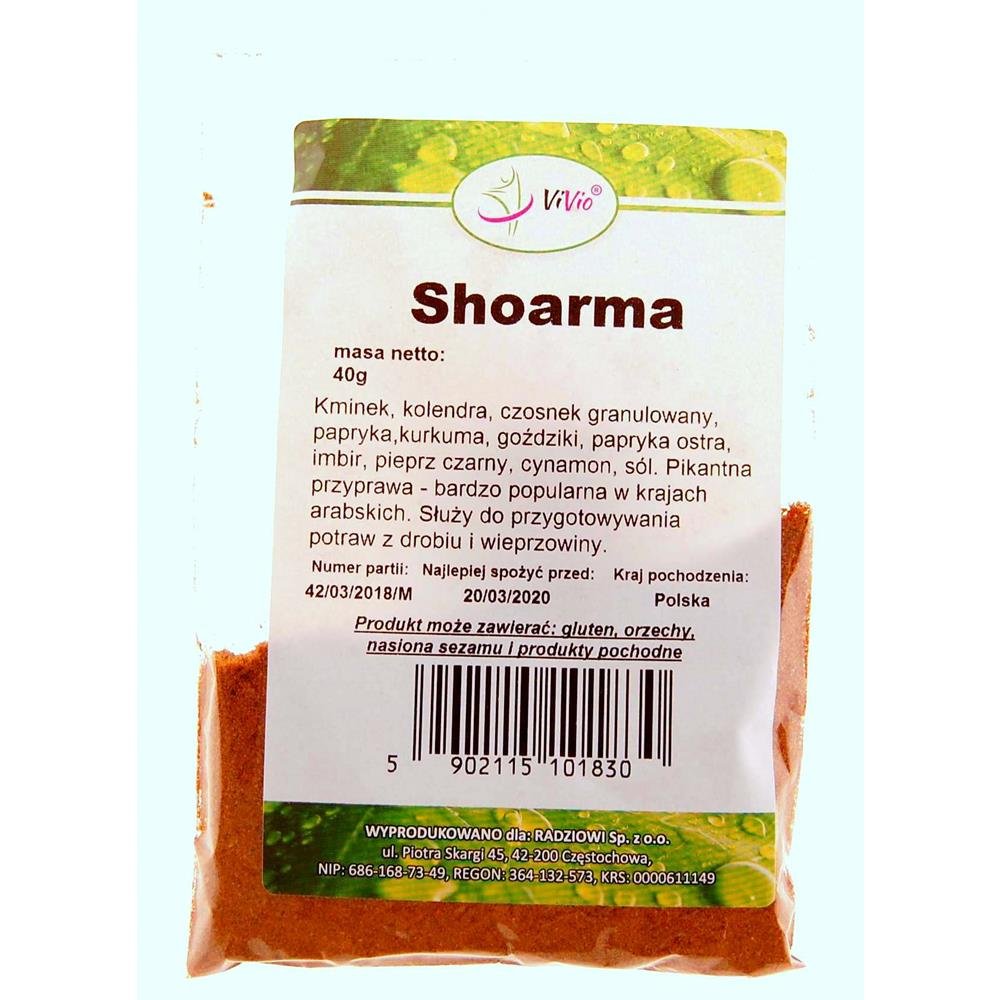 ViVio®
Shoarma
masa netto:
40g
Kminek, kolendra, czosnek granulowany,
papryka,kurkuma, goździki, papryka ostra,
imbir, pieprz czarny, cynamon, sól. Pikantna
przyprawa - bardzo popularna w krajach
arabskich. Służy do przygotowywania
potraw z drobiu i wieprzowiny.
Numer partii: Najlepiej spożyć przed: Kraj pochodzenia:
42/03/2018/M 20/03/2020 Polska
Produkt może zawierać: gluten, orzechy,
nasiona sezamu i produkty pochodne
5 902115 101830
WYPRODUKOWANO dla: RADZIOWI Sp. z o.o.
ul. Piotra Skargi 45, 42-200 Częstochowa,
NIP: 686-168-73-49, REGON: 364-132-573, KRS: 0000611149